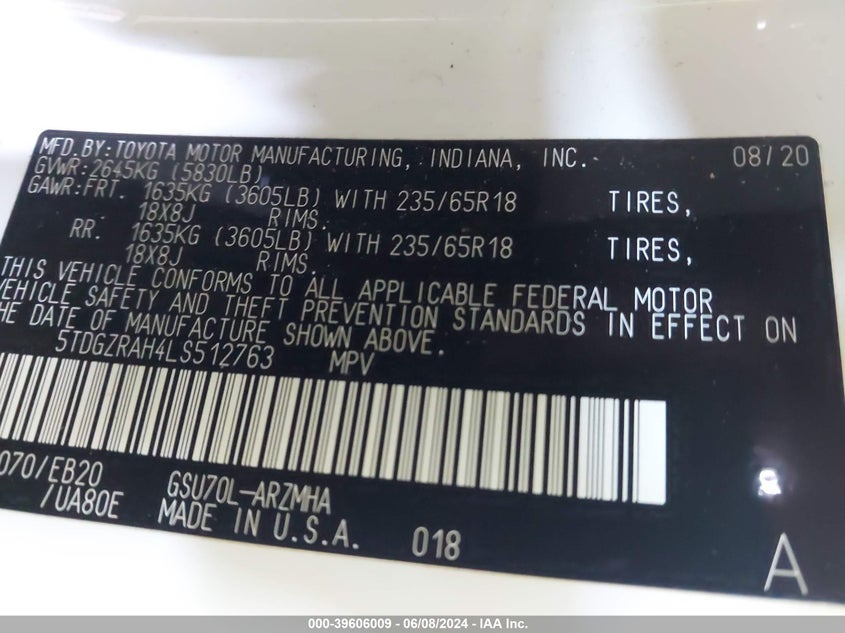 MFD. BY: TOYOTA MOTOR MANUFACTURING, INDIANA, INC. 08/20
GVWR: 2645KG (5830LB)
GAWR: FRT. 1635KG (3605LB) WITH 235/65R18 TIRES,
18X8J RIMS.
RR. 1635KG (3605LB) WITH 235/65R18 TIRES,
18X8J RIMS.
THIS VEHICLE CONFORMS TO ALL APPLICABLE FEDERAL MOTOR
VEHICLE SAFETY AND THEFT PREVENTION STANDARDS IN EFFECT ON
THE DATE OF MANUFACTURE SHOWN ABOVE.
5TDGZRAH4LS512763 MPV
070/EB20 GSU70L-ARZMHA
/UA80E MADE IN U.S.A. 018
A
000-39606009 - 06/08/2024 - IAA Inc.